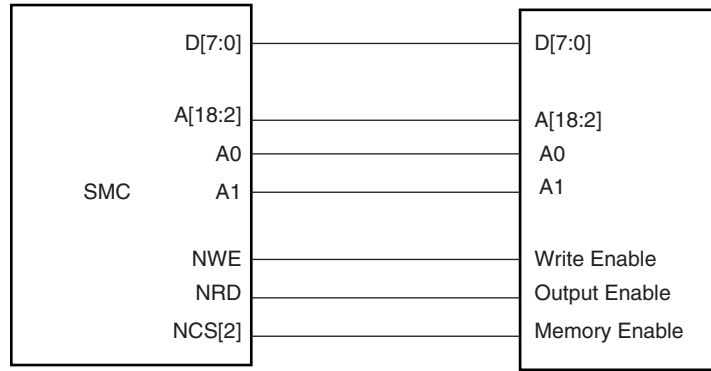 D[7:0] D[7:0]
A[18:2] A[18:2]
A0 A0
SMC A1 A1
NWE Write Enable
NRD Output Enable
NCS[2] Memory Enable